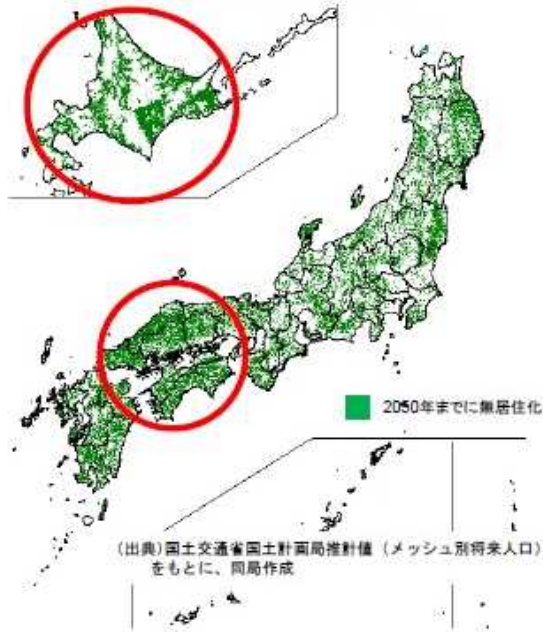 2050年までに無居住化
(出典)国土交通省国土計画局推計値（メッシュ別将来人口）
をもとに、同局作成